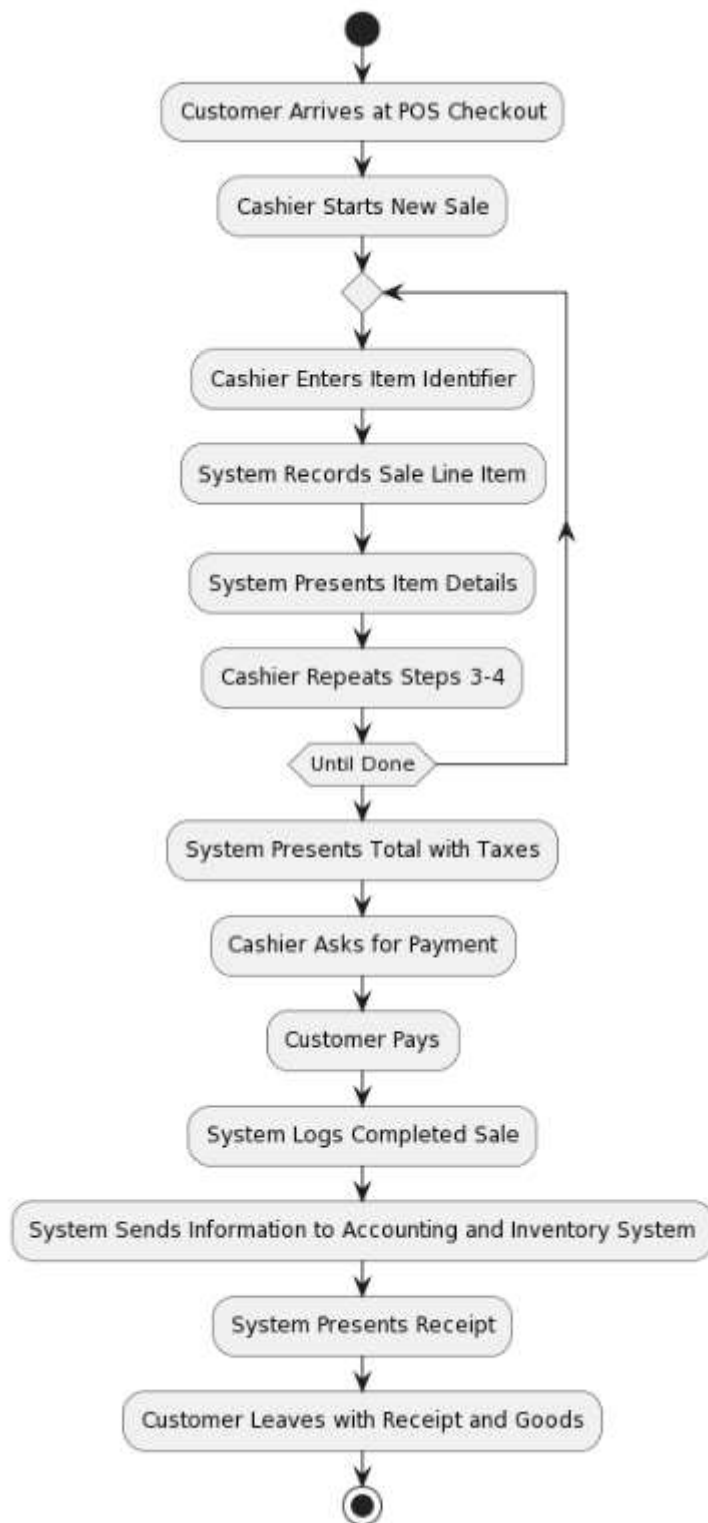 Customer Arrives at POS Checkout
Cashier Starts New Sale
Cashier Enters Item Identifier
System Records Sale Line Item
System Presents Item Details
Cashier Repeats Steps 3-4
Until Done
System Presents Total with Taxes
Cashier Asks for Payment
Customer Pays
System Logs Completed Sale
System Sends Information to Accounting and Inventory System
System Presents Receipt
Customer Leaves with Receipt and Goods